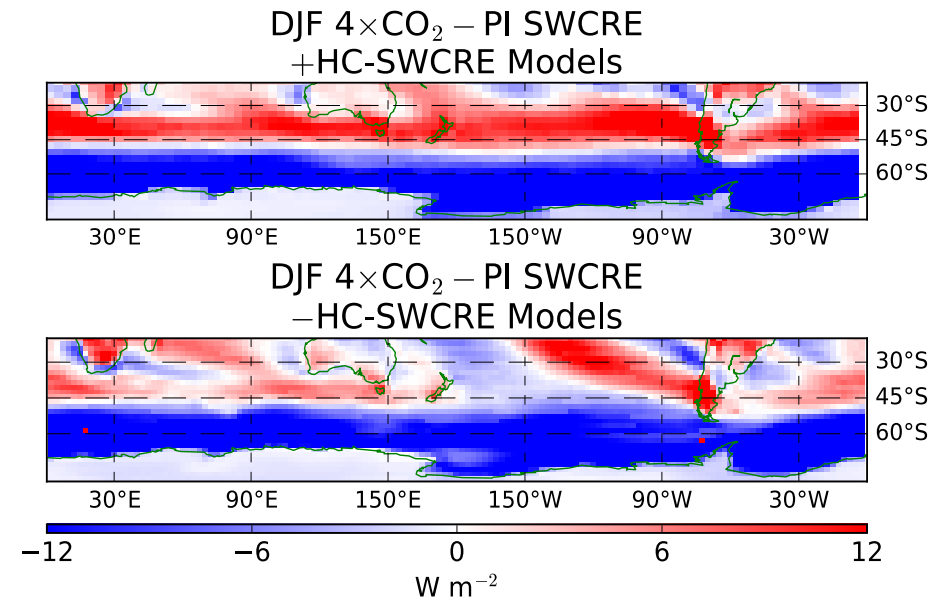 DJF 4×CO₂ − PI SWCRE
+HC-SWCRE Models
30°S
45°S
60°S
30°E 90°E 150°E 150°W 90°W 30°W
DJF 4×CO₂ − PI SWCRE
−HC-SWCRE Models
30°S
45°S
60°S
30°E 90°E 150°E 150°W 90°W 30°W
−12 −6 0 6 12
W m⁻²